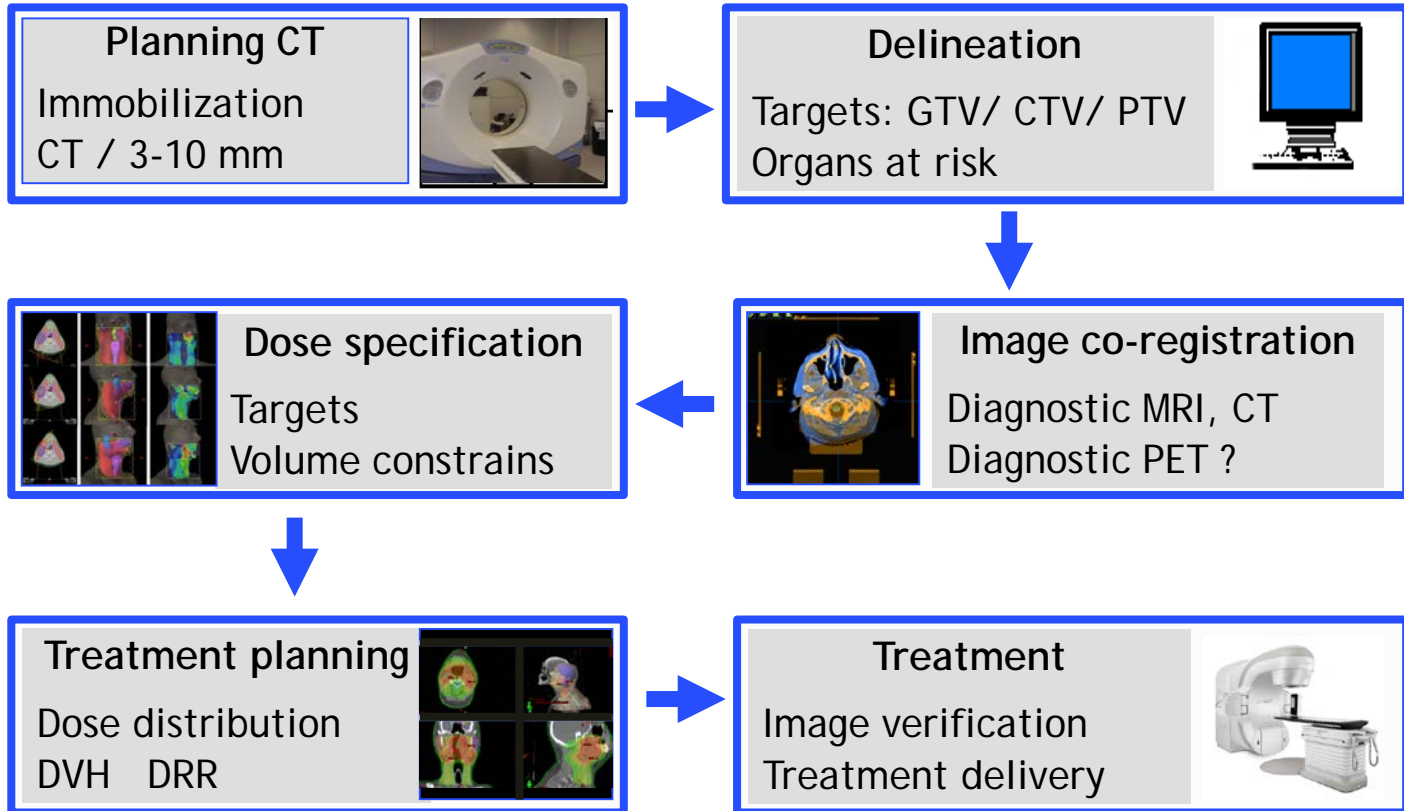 Planning CT
Immobilization
CT / 3-10 mm
Delineation
Targets: GTV/ CTV/ PTV
Organs at risk
Image co-registration
Diagnostic MRI, CT
Diagnostic PET ?
Dose specification
Targets
Volume constrains
Treatment planning
Dose distribution
DVH DRR
Treatment
Image verification
Treatment delivery